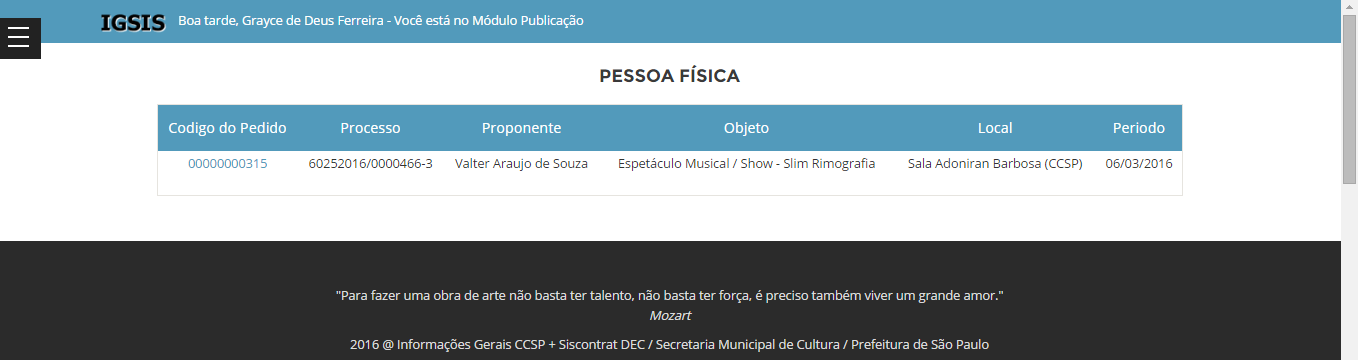 IGSIS Boa tarde, Grayce de Deus Ferreira - Você está no Módulo Publicação
PESSOA FÍSICA
Codigo do Pedido Processo Proponente Objeto Local Periodo
00000000315 60252016/0000466-3 Valter Araujo de Souza Espetáculo Musical / Show - Slim Rimografia Sala Adoniran Barbosa (CCSP) 06/03/2016
"Para fazer uma obra de arte não basta ter talento, não basta ter força, é preciso também viver um grande amor."
Mozart
2016 @ Informações Gerais CCSP + Siscontrat DEC / Secretaria Municipal de Cultura / Prefeitura de São Paulo